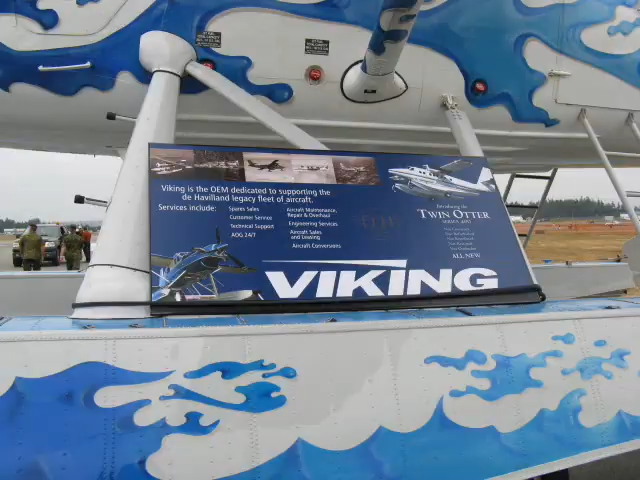 Viking is the OEM dedicated to supporting the
de Havilland legacy fleet of aircraft.
Services include:
Spares Sales
Customer Service
Technical Support
AOG 24/7
Aircraft Maintenance,
Repair & Overhaul
Engineering Services
Aircraft Sales
and Leasing
Aircraft Conversions
Introducing the
TWIN OTTER
SERIES 400
ALL NEW
VIKING